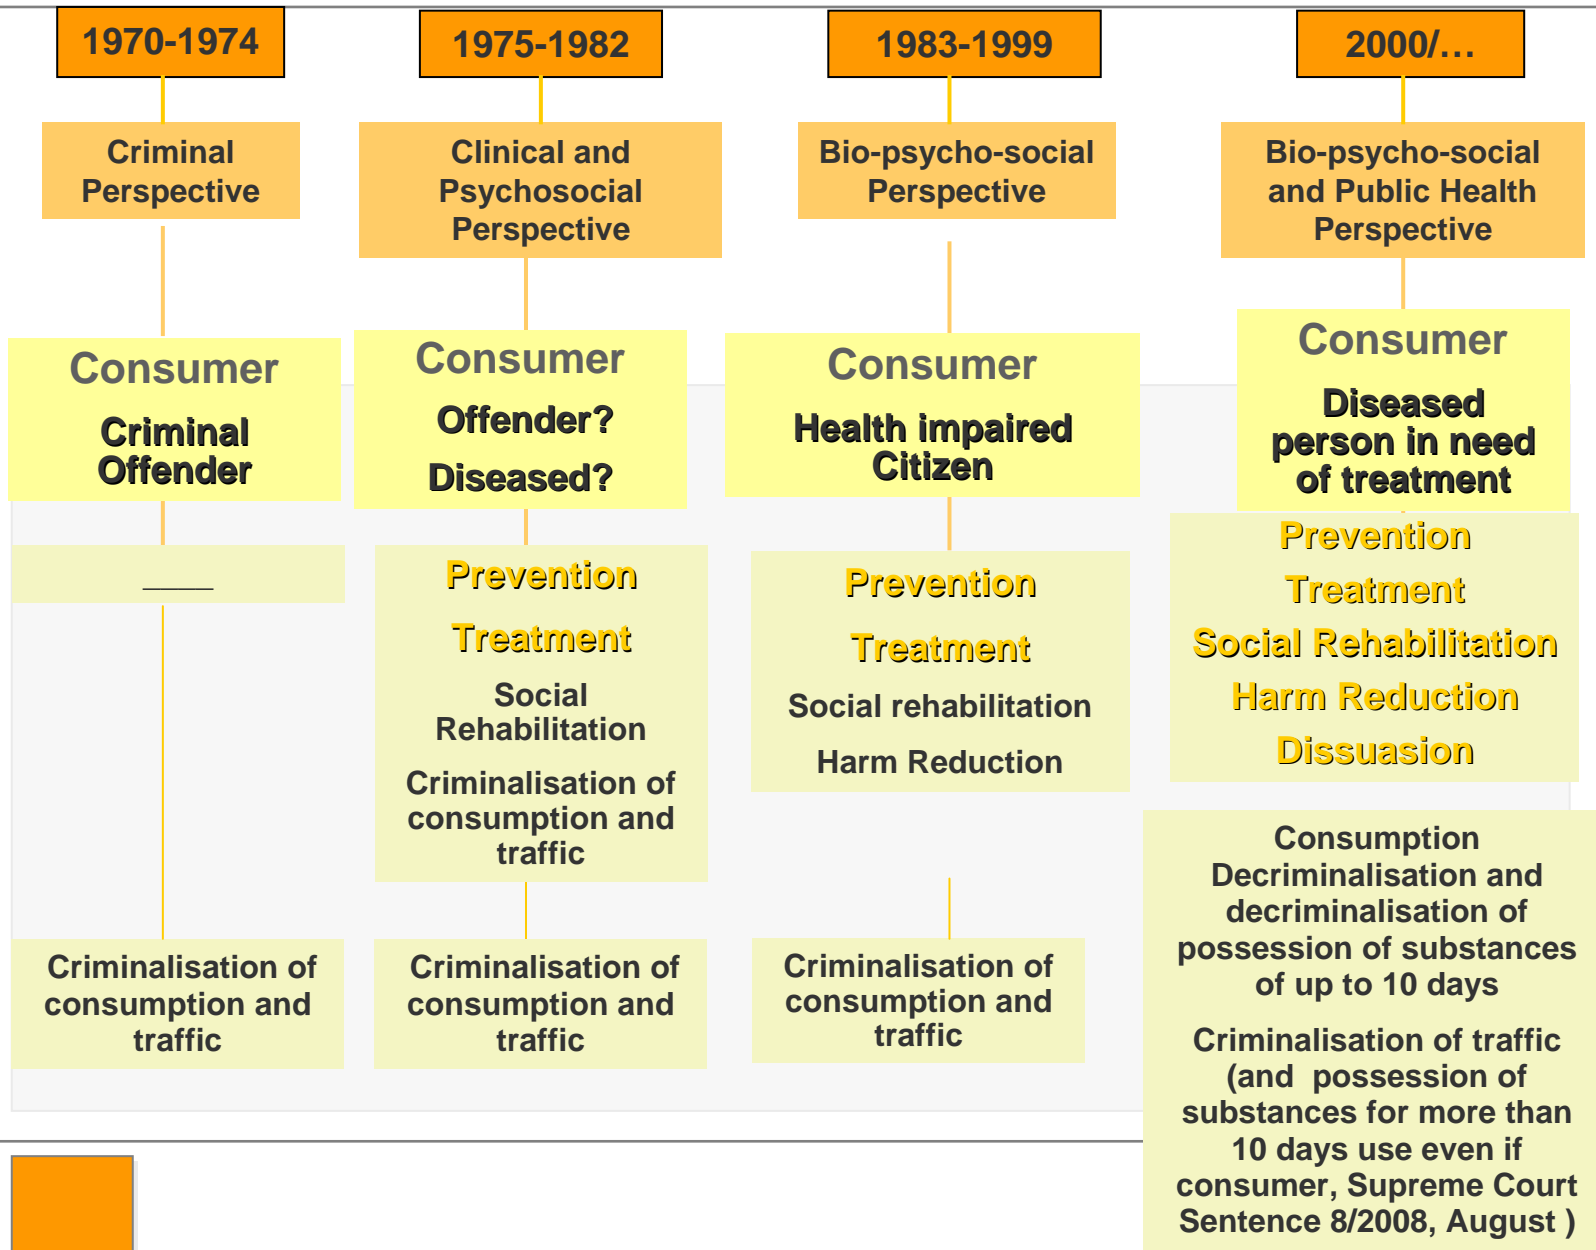 1970-1974
Criminal
Perspective
Consumer
Criminal
Offender
____
Criminalisation of
consumption and
traffic
1975-1982
Clinical and
Psychosocial
Perspective
Consumer
Offender?
Diseased?
Prevention
Treatment
Social
Rehabilitation
Criminalisation of
consumption and
traffic
Criminalisation of
consumption and
traffic
1983-1999
Bio-psycho-social
Perspective
Consumer
Health impaired
Citizen
Prevention
Treatment
Social rehabilitation
Harm Reduction
Criminalisation of
consumption and
traffic
2000/…
Bio-psycho-social
and Public Health
Perspective
Consumer
Diseased
person in need
of treatment
Prevention
Treatment
Social Rehabilitation
Harm Reduction
Dissuasion
Consumption
Decriminalisation and
decriminalisation of
possession of substances
of up to 10 days
Criminalisation of traffic
(and possession of
substances for more than
10 days use even if
consumer, Supreme Court
Sentence 8/2008, August )